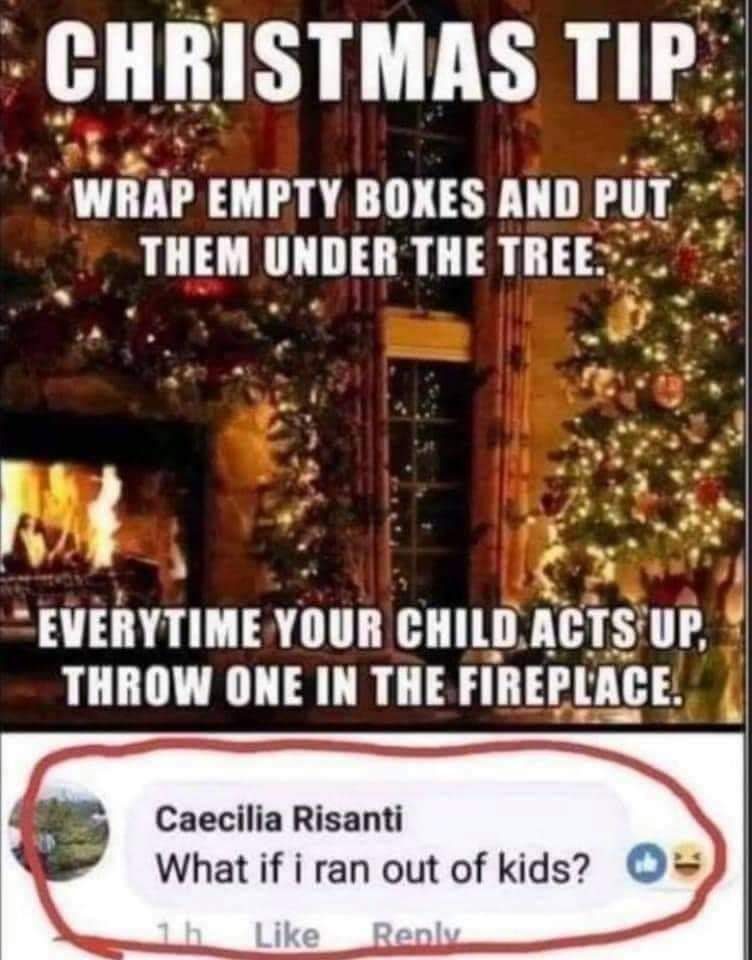 CHRISTMAS TIP
WRAP EMPTY BOXES AND PUT
THEM UNDER THE TREE.
EVERYTIME YOUR CHILD ACTS UP,
THROW ONE IN THE FIREPLACE.
Caecilia Risanti
What if i ran out of kids?
1 h Like Reply